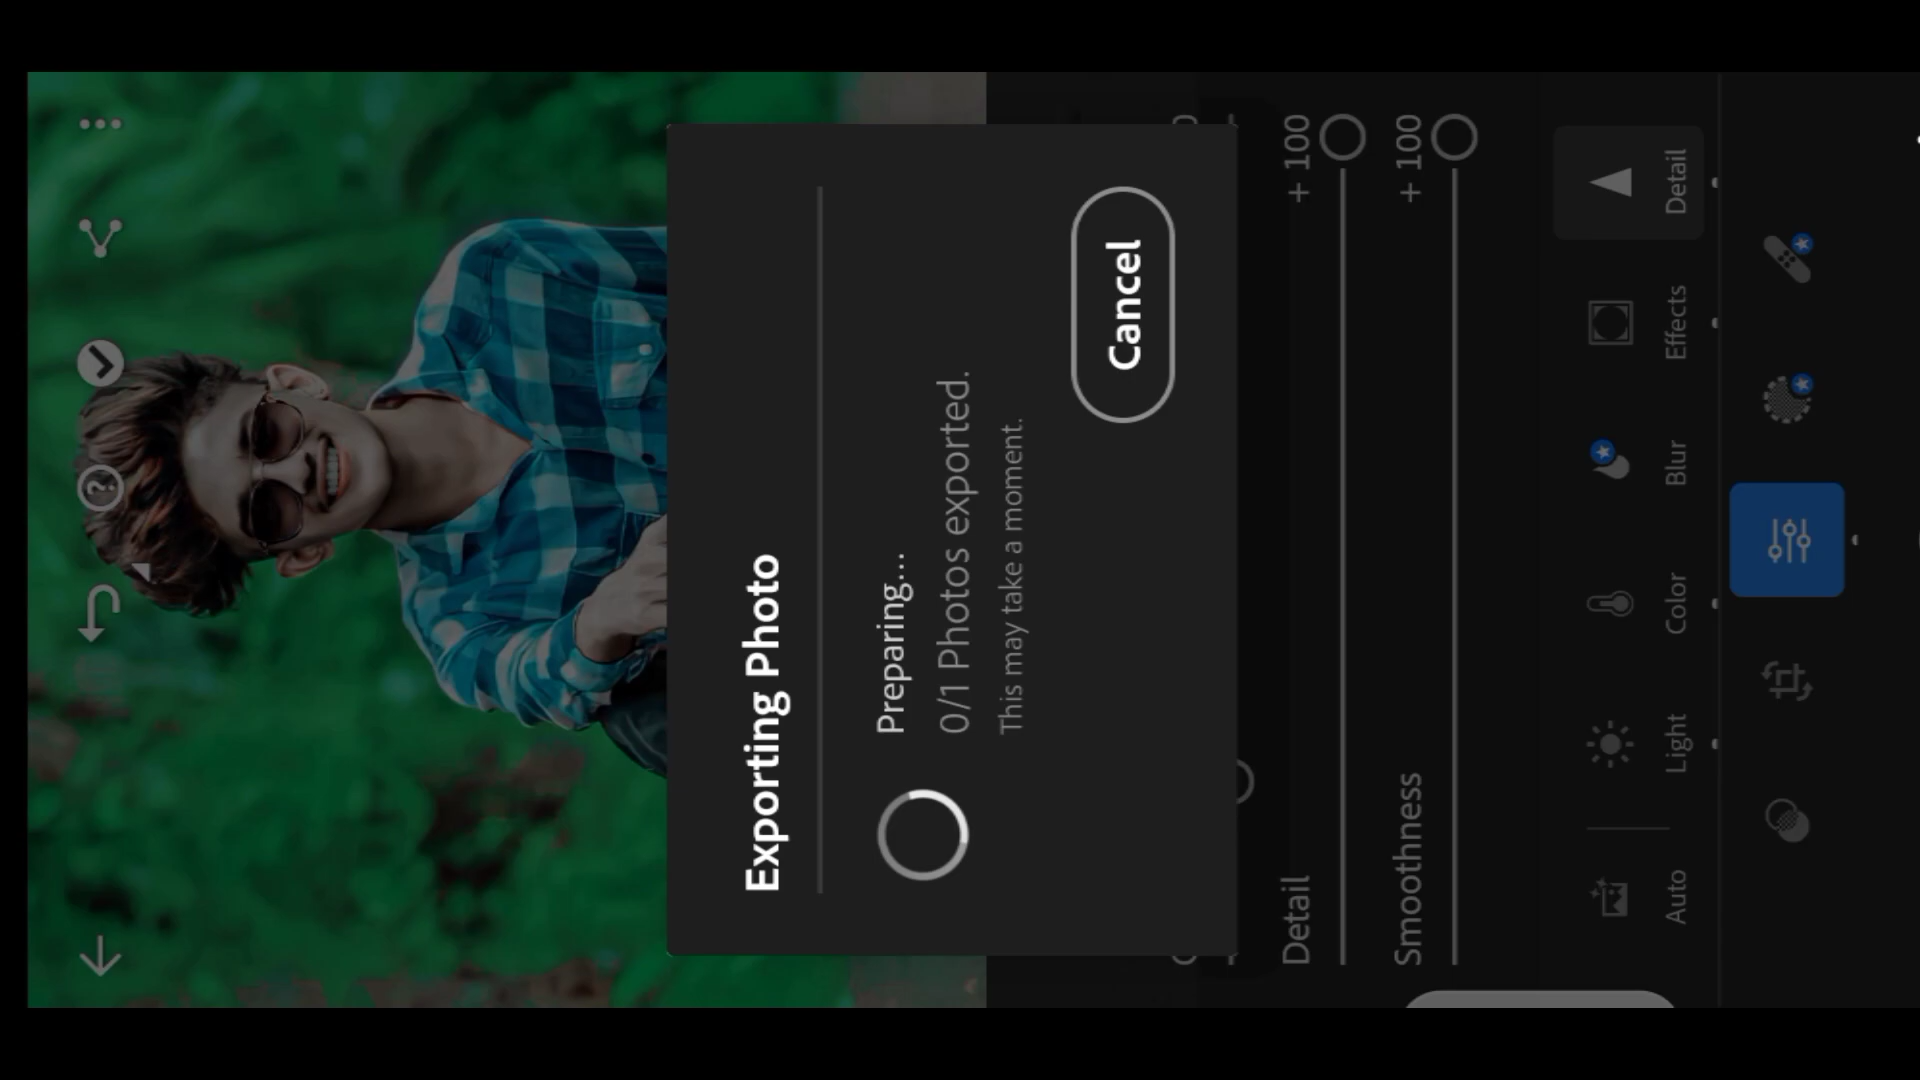 Exporting Photo
Preparing...
0/1 Photos exported.
This may take a moment.
Cancel
Detail
+ 100
Smoothness
+ 100
Auto
Light
Color
Blur
Effects
Detail